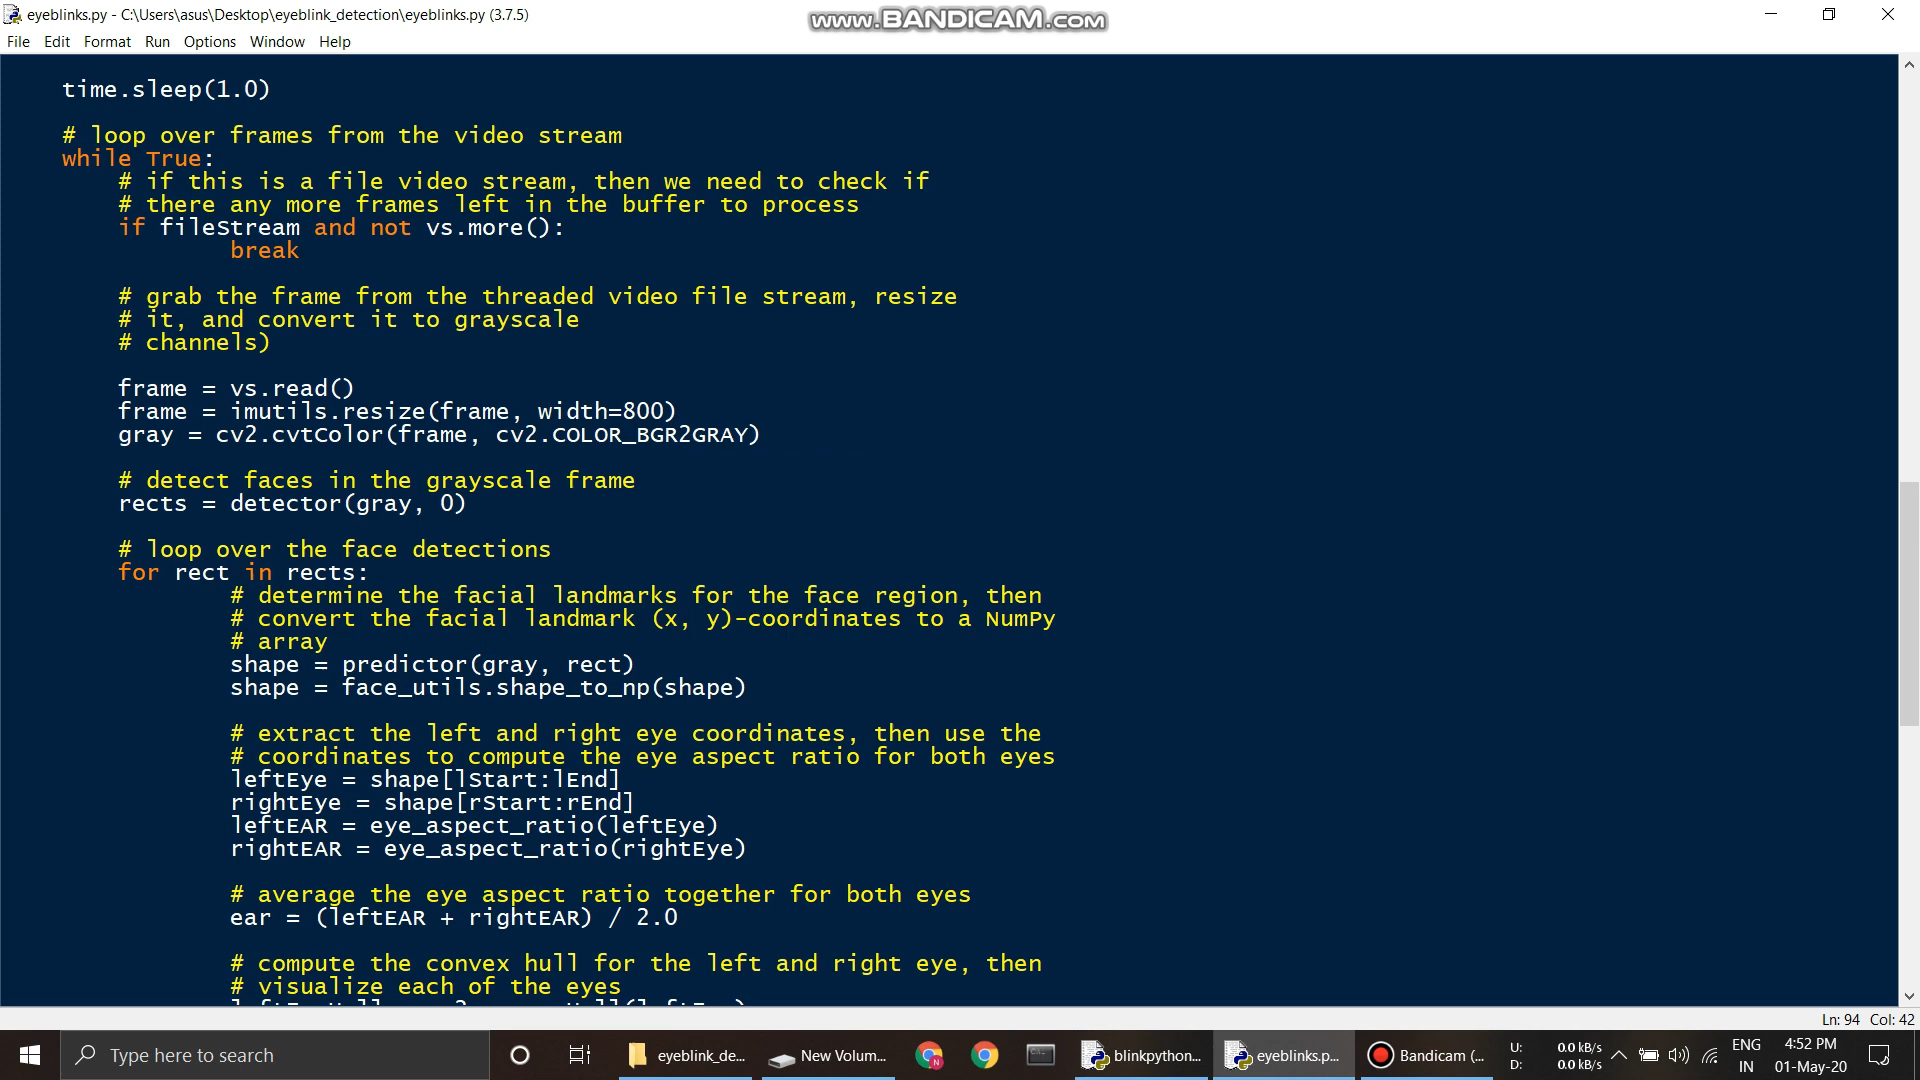 eyeblinks.py - C:\Users\asus\Desktop\eyeblink_detection\eyeblinks.py (3.7.5)
www.BANDICAM.com
File Edit Format Run Options Window Help
time.sleep(1.0)
# loop over frames from the video stream
while True:
# if this is a file video stream, then we need to check if
# there any more frames left in the buffer to process
if fileStream and not vs.more():
break
# grab the frame from the threaded video file stream, resize
# it, and convert it to grayscale
# channels)
frame = vs.read()
frame = imutils.resize(frame, width=800)
gray = cv2.cvtColor(frame, cv2.COLOR_BGR2GRAY)
# detect faces in the grayscale frame
rects = detector(gray, 0)
# loop over the face detections
for rect in rects:
# determine the facial landmarks for the face region, then
# convert the facial landmark (x, y)-coordinates to a NumPy
# array
shape = predictor(gray, rect)
shape = face_utils.shape_to_np(shape)
# extract the left and right eye coordinates, then use the
# coordinates to compute the eye aspect ratio for both eyes
leftEye = shape[lStart:lEnd]
rightEye = shape[rStart:rEnd]
leftEAR = eye_aspect_ratio(leftEye)
rightEAR = eye_aspect_ratio(rightEye)
# average the eye aspect ratio together for both eyes
ear = (leftEAR + rightEAR) / 2.0
# compute the convex hull for the left and right eye, then
# visualize each of the eyes
Ln: 94 Col: 42
Type here to search
eyeblink_de...
New Volum...
blinkpython...
eyeblinks.p...
Bandicam (...
U: 0.0 kB/s
D: 0.0 kB/s
ENG
IN
4:52 PM
01-May-20